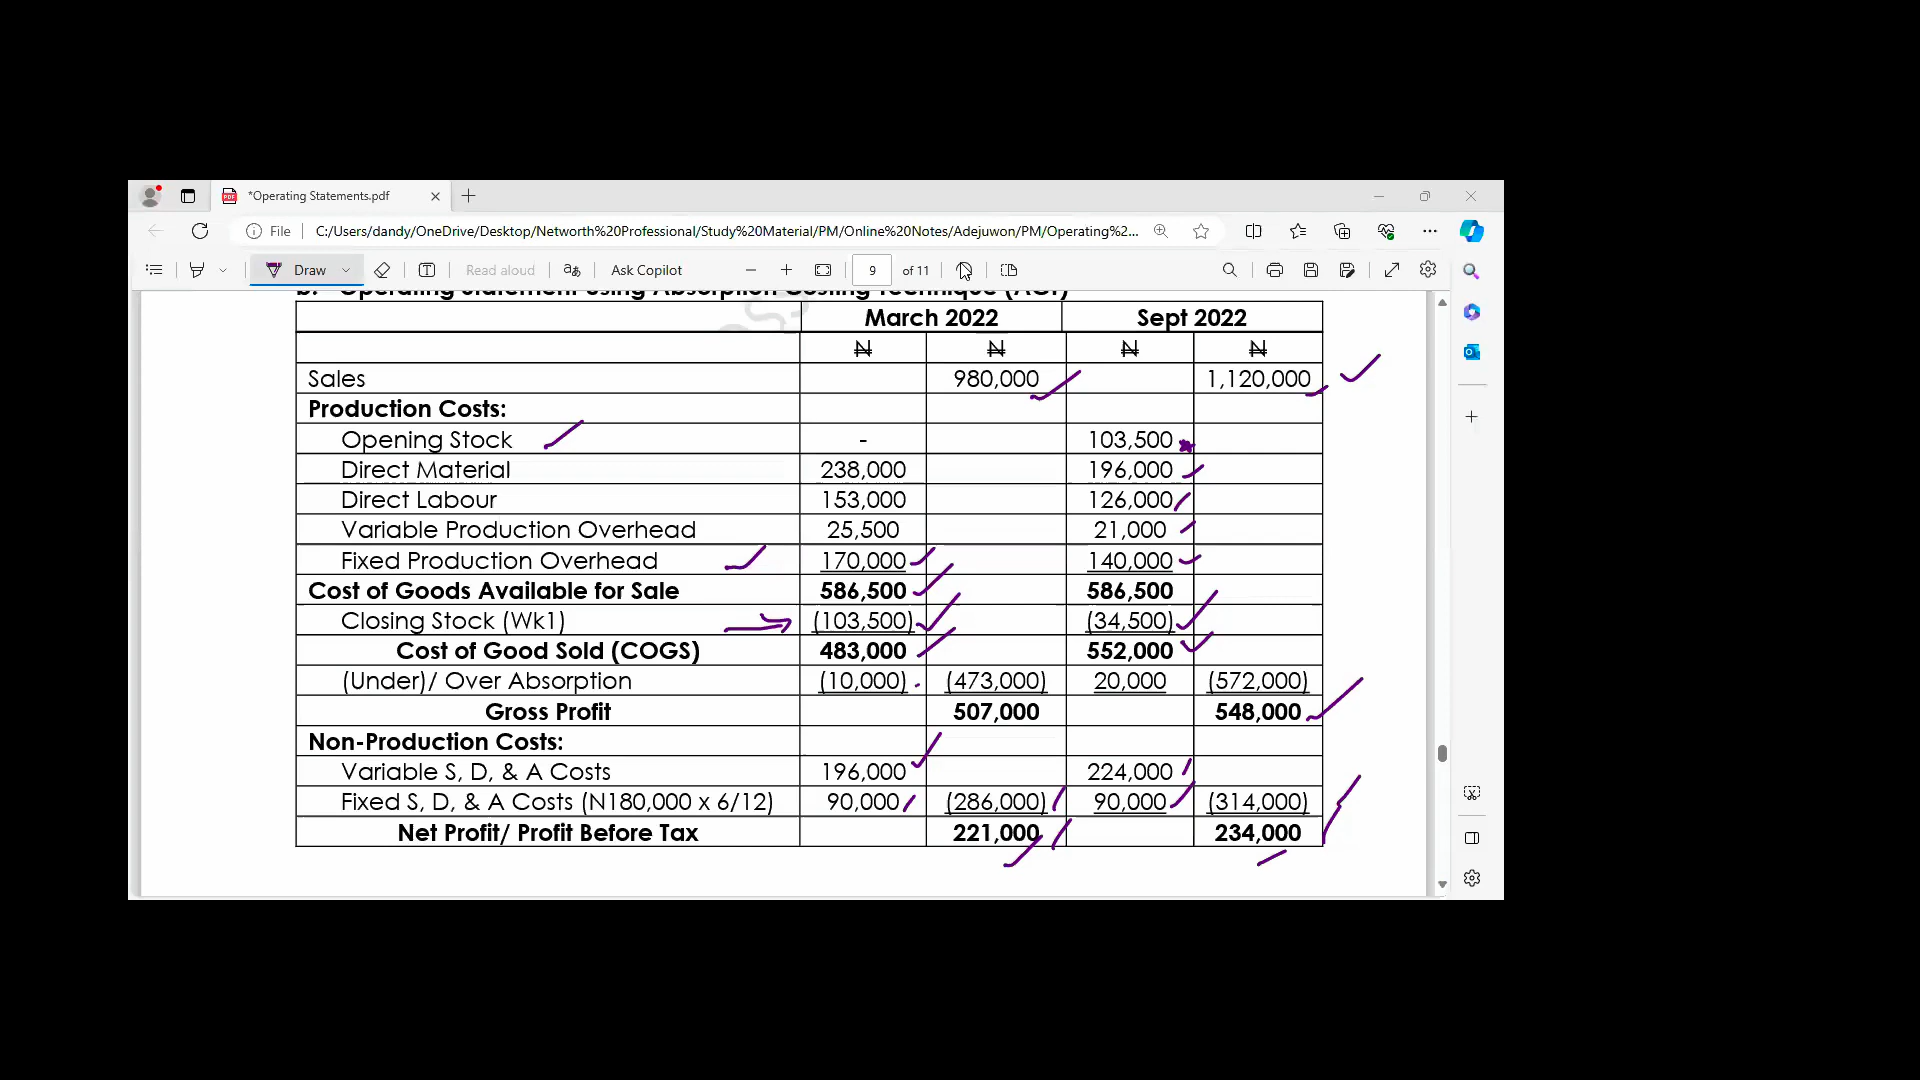 *Operating Statements.pdf
File C:/Users/dandy/OneDrive/Desktop/Networth%20Professional/Study%20Material/PM/Online%20Notes/Adejuwon/PM/Operating%2...
Draw Read aloud Ask Copilot 9 of 11
b. Operating Statement Using Absorption Costing Technique (ACT)
March 2022 Sept 2022
₦ ₦ ₦ ₦
Sales 980,000 1,120,000
Production Costs:
Opening Stock - 103,500
Direct Material 238,000 196,000
Direct Labour 153,000 126,000
Variable Production Overhead 25,500 21,000
Fixed Production Overhead 170,000 140,000
Cost of Goods Available for Sale 586,500 586,500
Closing Stock (Wk1) (103,500) (34,500)
Cost of Good Sold (COGS) 483,000 552,000
(Under)/ Over Absorption (10,000) (473,000) 20,000 (572,000)
Gross Profit 507,000 548,000
Non-Production Costs:
Variable S, D, & A Costs 196,000 224,000
Fixed S, D, & A Costs (N180,000 x 6/12) 90,000 (286,000) 90,000 (314,000)
Net Profit/ Profit Before Tax 221,000 234,000